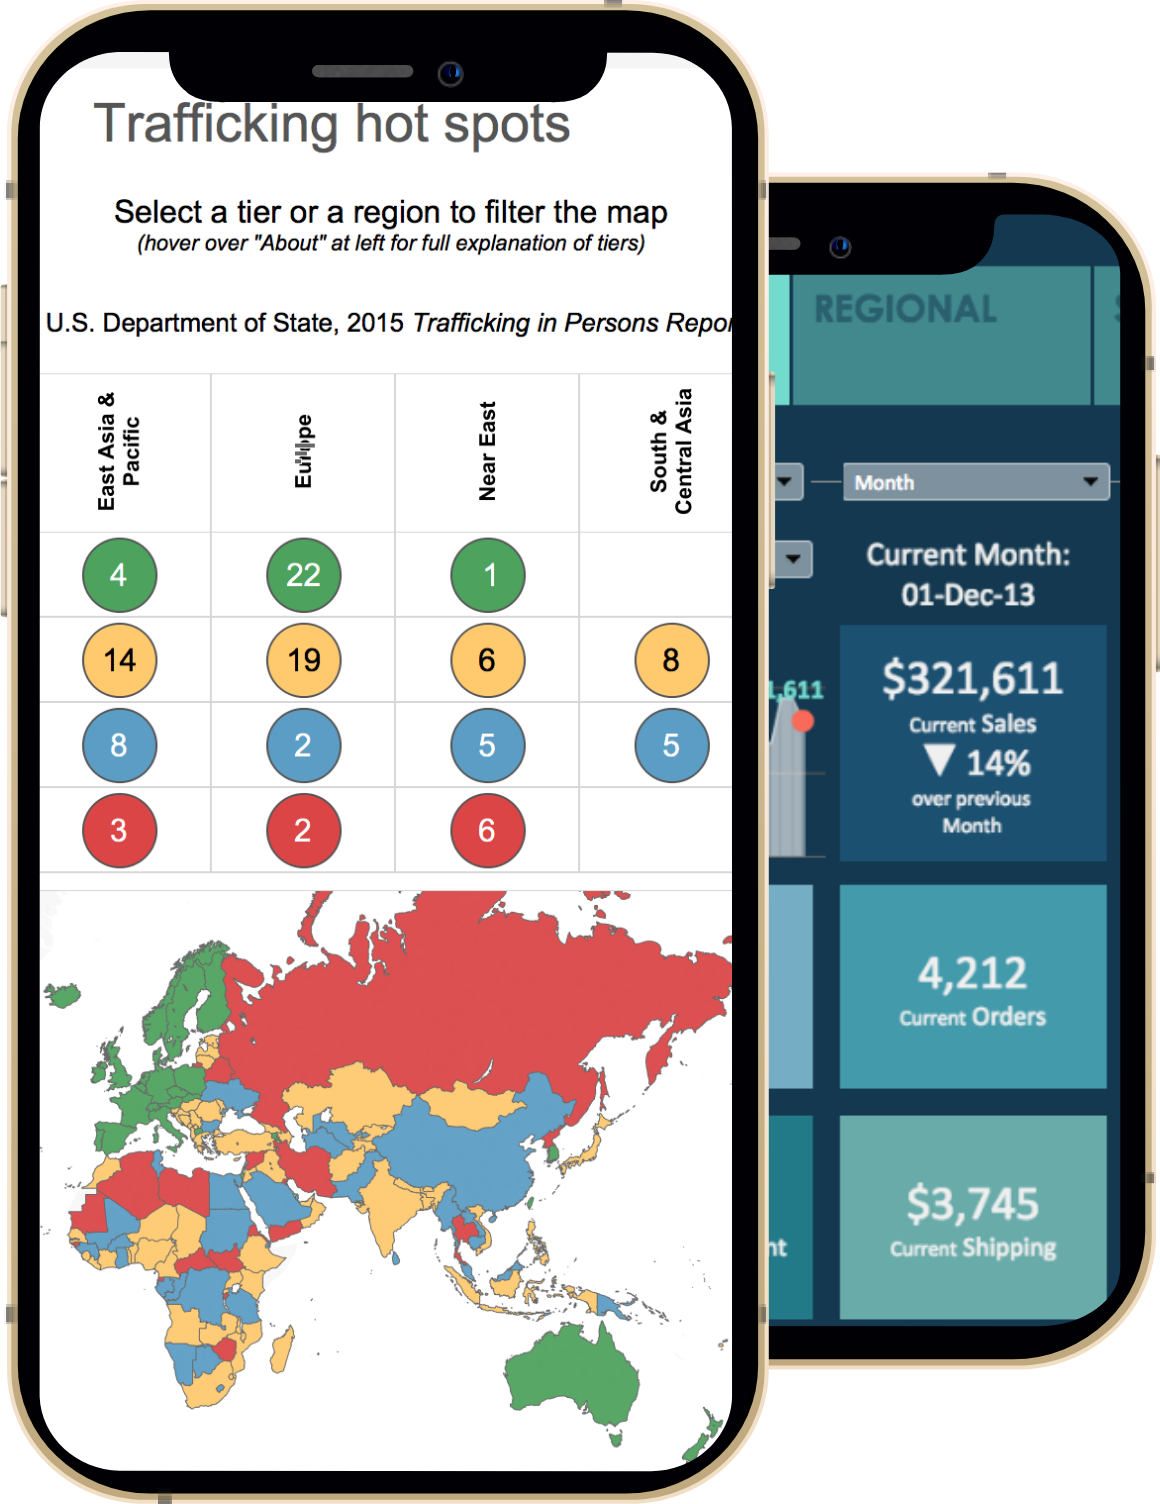 Trafficking hot spots
Select a tier or a region to filter the map
(hover over "About" at left for full explanation of tiers)
U.S. Department of State, 2015 Trafficking in Persons Repor
East Asia &
Pacific
Europe
Near East
South &
Central Asia
4
22
1
14
19
6
8
8
2
5
5
3
2
6
REGIONAL
S
Month
Current Month:
01-Dec-13
1,611
$321,611
Current Sales
14%
over previous
Month
4,212
Current Orders
$3,745
Current Shipping
nt